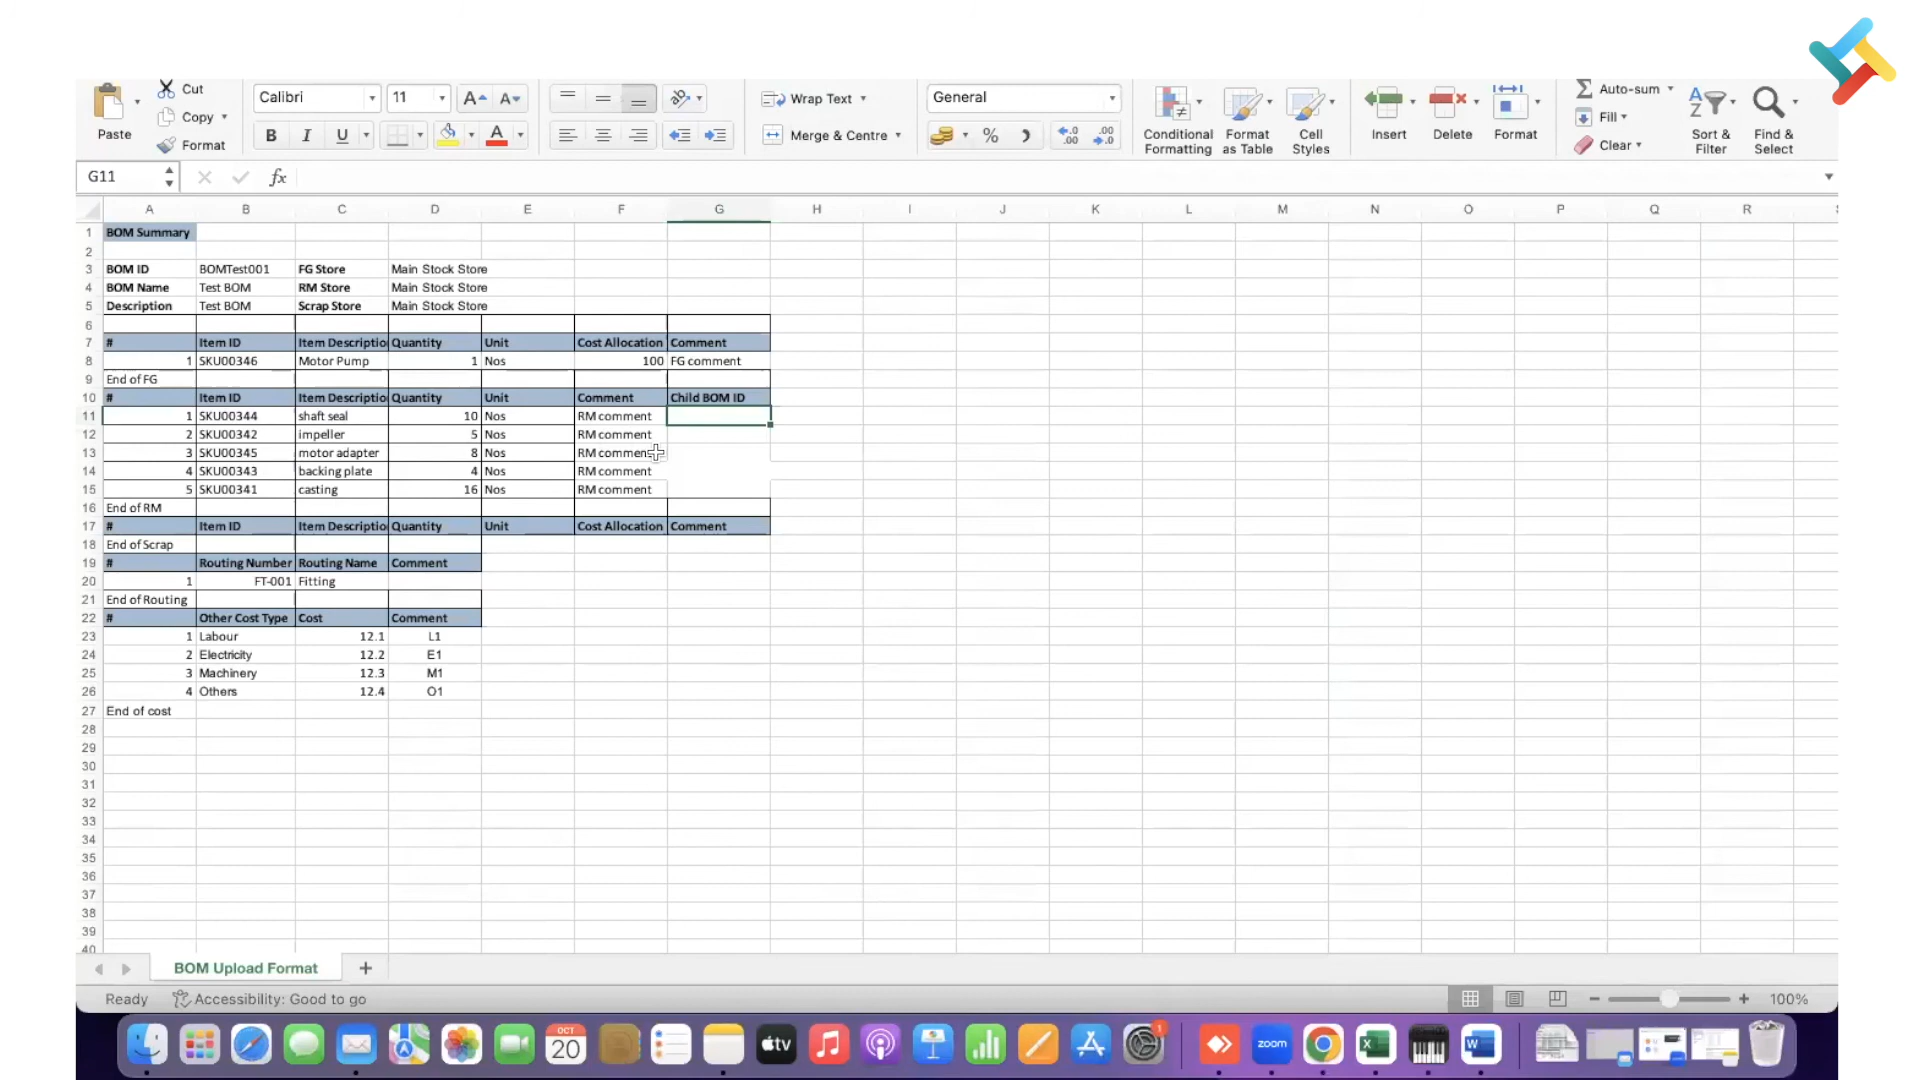 Cut
Copy
Format
Paste
Calibri
11
B I U
Wrap Text
Merge & Centre
General
Conditional Formatting
Format as Table
Cell Styles
Insert
Delete
Format
Auto-sum
Fill
Clear
Sort & Filter
Find & Select
G11
fx
A B C D E F G H I J K L M N O P Q R
1 BOM Summary
2
3 BOM ID BOMTest001 FG Store Main Stock Store
4 BOM Name Test BOM RM Store Main Stock Store
5 Description Test BOM Scrap Store Main Stock Store
6
7 # Item ID Item Descriptio Quantity Unit Cost Allocation Comment
8 1 SKU00346 Motor Pump 1 Nos 100 FG comment
9 End of FG
10 # Item ID Item Descriptio Quantity Unit Comment Child BOM ID
11 1 SKU00344 shaft seal 10 Nos RM comment
12 2 SKU00342 impeller 5 Nos RM comment
13 3 SKU00345 motor adapter 8 Nos RM comment
14 4 SKU00343 backing plate 4 Nos RM comment
15 5 SKU00341 casting 16 Nos RM comment
16 End of RM
17 # Item ID Item Descriptio Quantity Unit Cost Allocation Comment
18 End of Scrap
19 # Routing Number Routing Name Comment
20 1 FT-001 Fitting
21 End of Routing
22 # Other Cost Type Cost Comment
23 1 Labour 12.1 L1
24 2 Electricity 12.2 E1
25 3 Machinery 12.3 M1
26 4 Others 12.4 O1
27 End of cost
28
29
30
31
32
33
34
35
36
37
38
39
40
BOM Upload Format
Ready Accessibility: Good to go
100%
OCT
20
tv
1
zoom